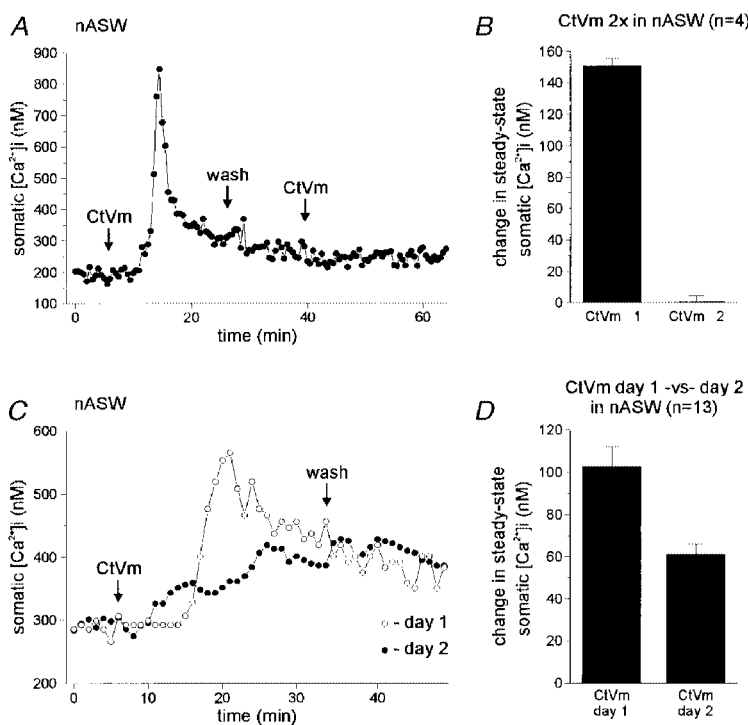 A
nASW
somatic [Ca²⁺]i (nM)
900
800
700
600
500
400
300
200
100
CtVm
wash
CtVm
0
20
40
60
time (min)
B
CtVm 2x in nASW (n=4)
change in steady-state
somatic [Ca²⁺]i (nM)
160
140
120
100
80
60
40
20
0
CtVm 1
CtVm 2
C
nASW
somatic [Ca²⁺]i (nM)
600
500
400
300
200
CtVm
wash
- day 1
- day 2
0
10
20
30
40
time (min)
D
CtVm day 1 -vs- day 2
in nASW (n=13)
change in steady-state
somatic [Ca²⁺]i (nM)
120
100
80
60
40
20
0
CtVm
day 1
CtVm
day 2